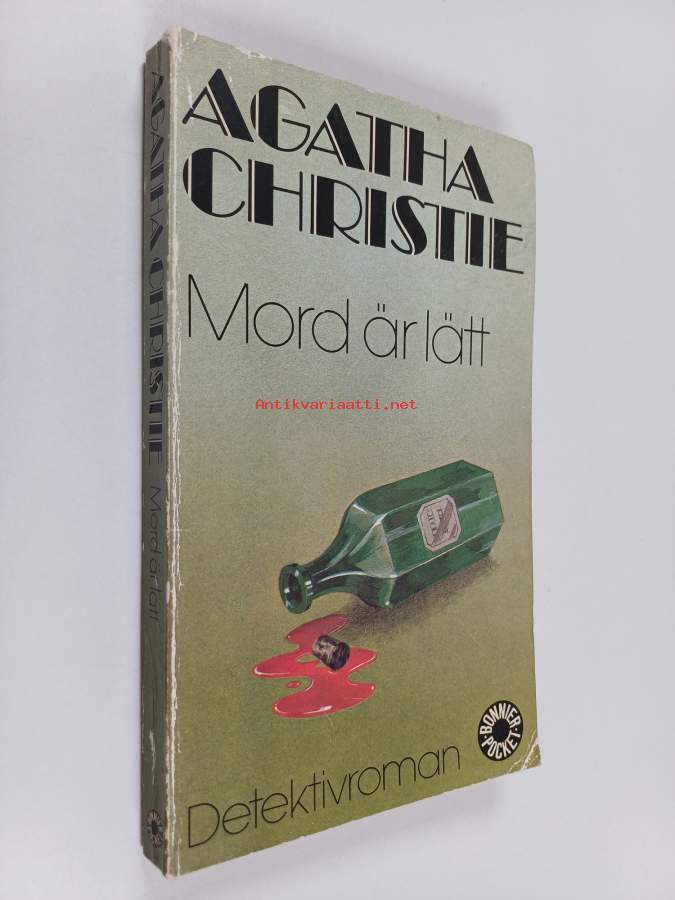 AGATHA
CHRISTIE
Mord är lätt
Antikvariaatti.net
Detektivroman
BONNIER
POCKET
AGATHA CHRISTIE Mord är lätt